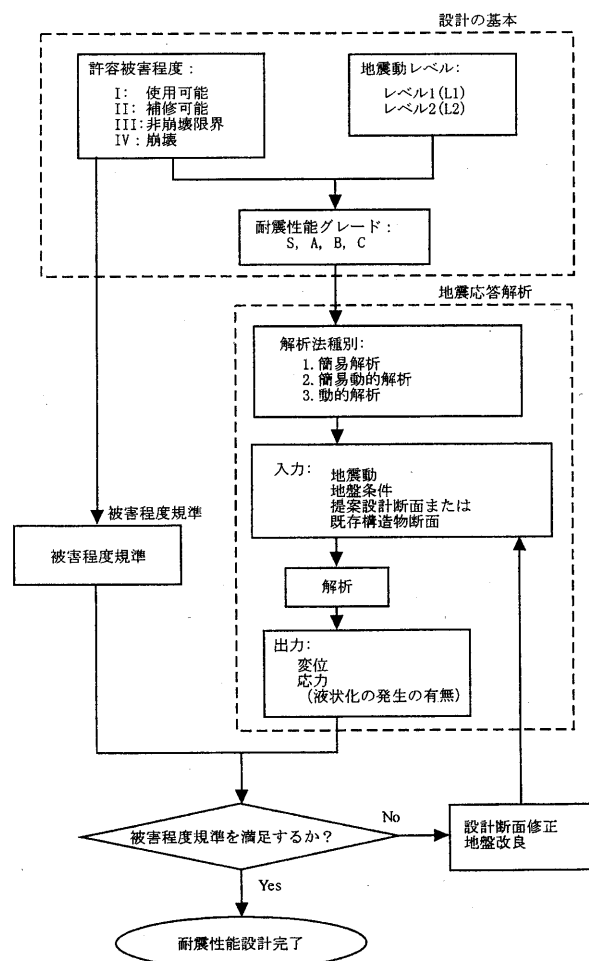 設計の基本
許容被害程度:
I: 使用可能
II: 補修可能
III:非崩壊限界
IV:崩壊
地震動レベル:
レベル1(L1)
レベル2(L2)
耐震性能グレード:
S, A, B, C
地震応答解析
解析法種別:
1.簡易解析
2.簡易動的解析
3.動的解析
入力:
地震動
地盤条件
提案設計断面または
既存構造物断面
被害程度規準
被害程度規準
解析
出力:
変位
応力
(液状化の発生の有無)
被害程度規準を満足するか?
No
設計断面修正
地盤改良
Yes
耐震性能設計完了